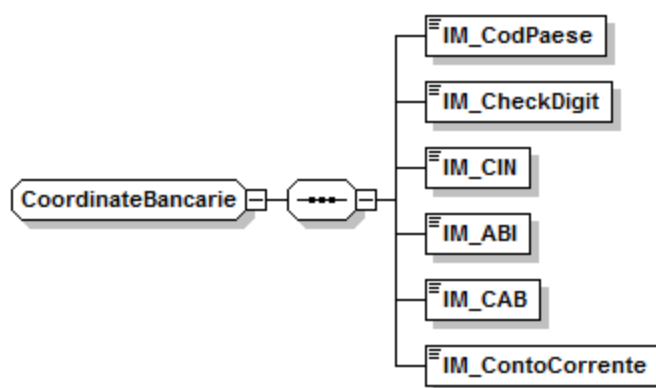 IM_CodPaese
IM_CheckDigit
IM_CIN
CoordinateBancarie
IM_ABI
IM_CAB
IM_ContoCorrente